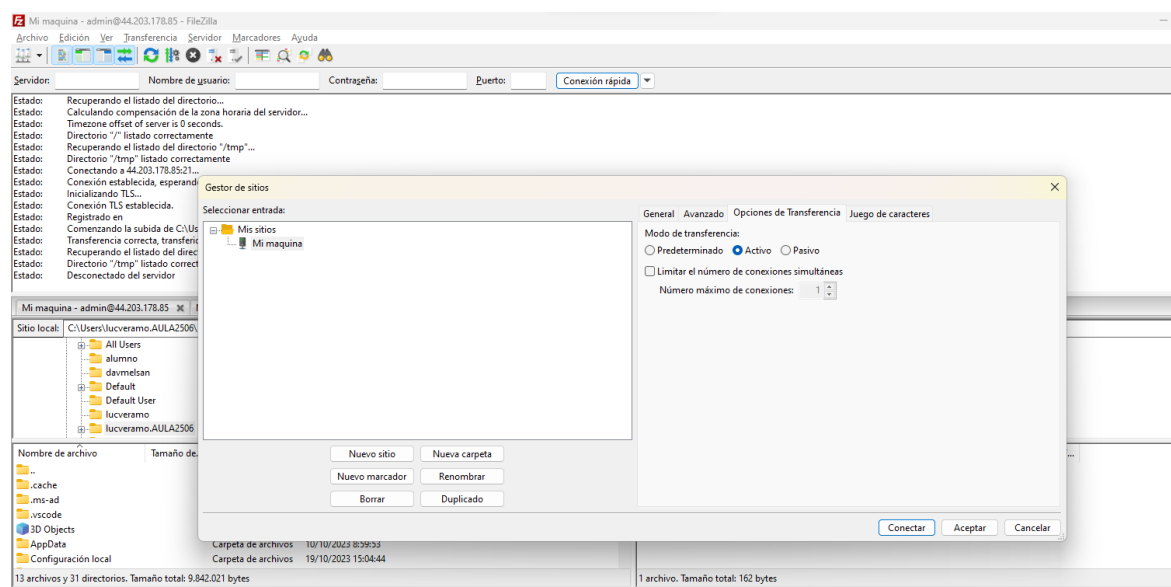 Mi maquina - admin@44.203.178.85 - FileZilla
Archivo Edición Ver Transferencia Servidor Marcadores Ayuda
Servidor: Nombre de usuario: Contraseña: Puerto: Conexión rápida
Estado: Recuperando el listado del directorio...
Estado: Calculando compensación de la zona horaria del servidor...
Estado: Timezone offset of server is 0 seconds.
Estado: Directorio "/" listado correctamente
Estado: Recuperando el listado del directorio "/tmp"...
Estado: Directorio "/tmp" listado correctamente
Estado: Conectando a 44.203.178.85:21...
Estado: Conexión establecida, esperand
Estado: Inicializando TLS...
Estado: Conexión TLS establecida.
Estado: Registrado en
Estado: Comenzando la subida de C:\Us
Estado: Transferencia correcta, transferic
Estado: Recuperando el listado del direc
Estado: Directorio "/tmp" listado correct
Estado: Desconectado del servidor
Gestor de sitios
Seleccionar entrada:
Mis sitios
Mi maquina
General Avanzado Opciones de Transferencia Juego de caracteres
Modo de transferencia:
Predeterminado Activo Pasivo
Limitar el número de conexiones simultáneas
Número máximo de conexiones: 1
Nuevo sitio Nueva carpeta
Nuevo marcador Renombrar
Borrar Duplicado
Conectar Aceptar Cancelar
Mi maquina - admin@44.203.178.85
Sitio local: C:\Users\lucveramo.AULA2506\
All Users
alumno
davmelsan
Default
Default User
lucveramo
lucveramo.AULA2506
Nombre de archivo Tamaño de
..
.cache
.ms-ad
.vscode
3D Objects
AppData Carpeta de archivos 10/10/2023 8:59:53
Configuración local Carpeta de archivos 19/10/2023 15:04:44
13 archivos y 31 directorios. Tamaño total: 9.842.021 bytes
1 archivo. Tamaño total: 162 bytes